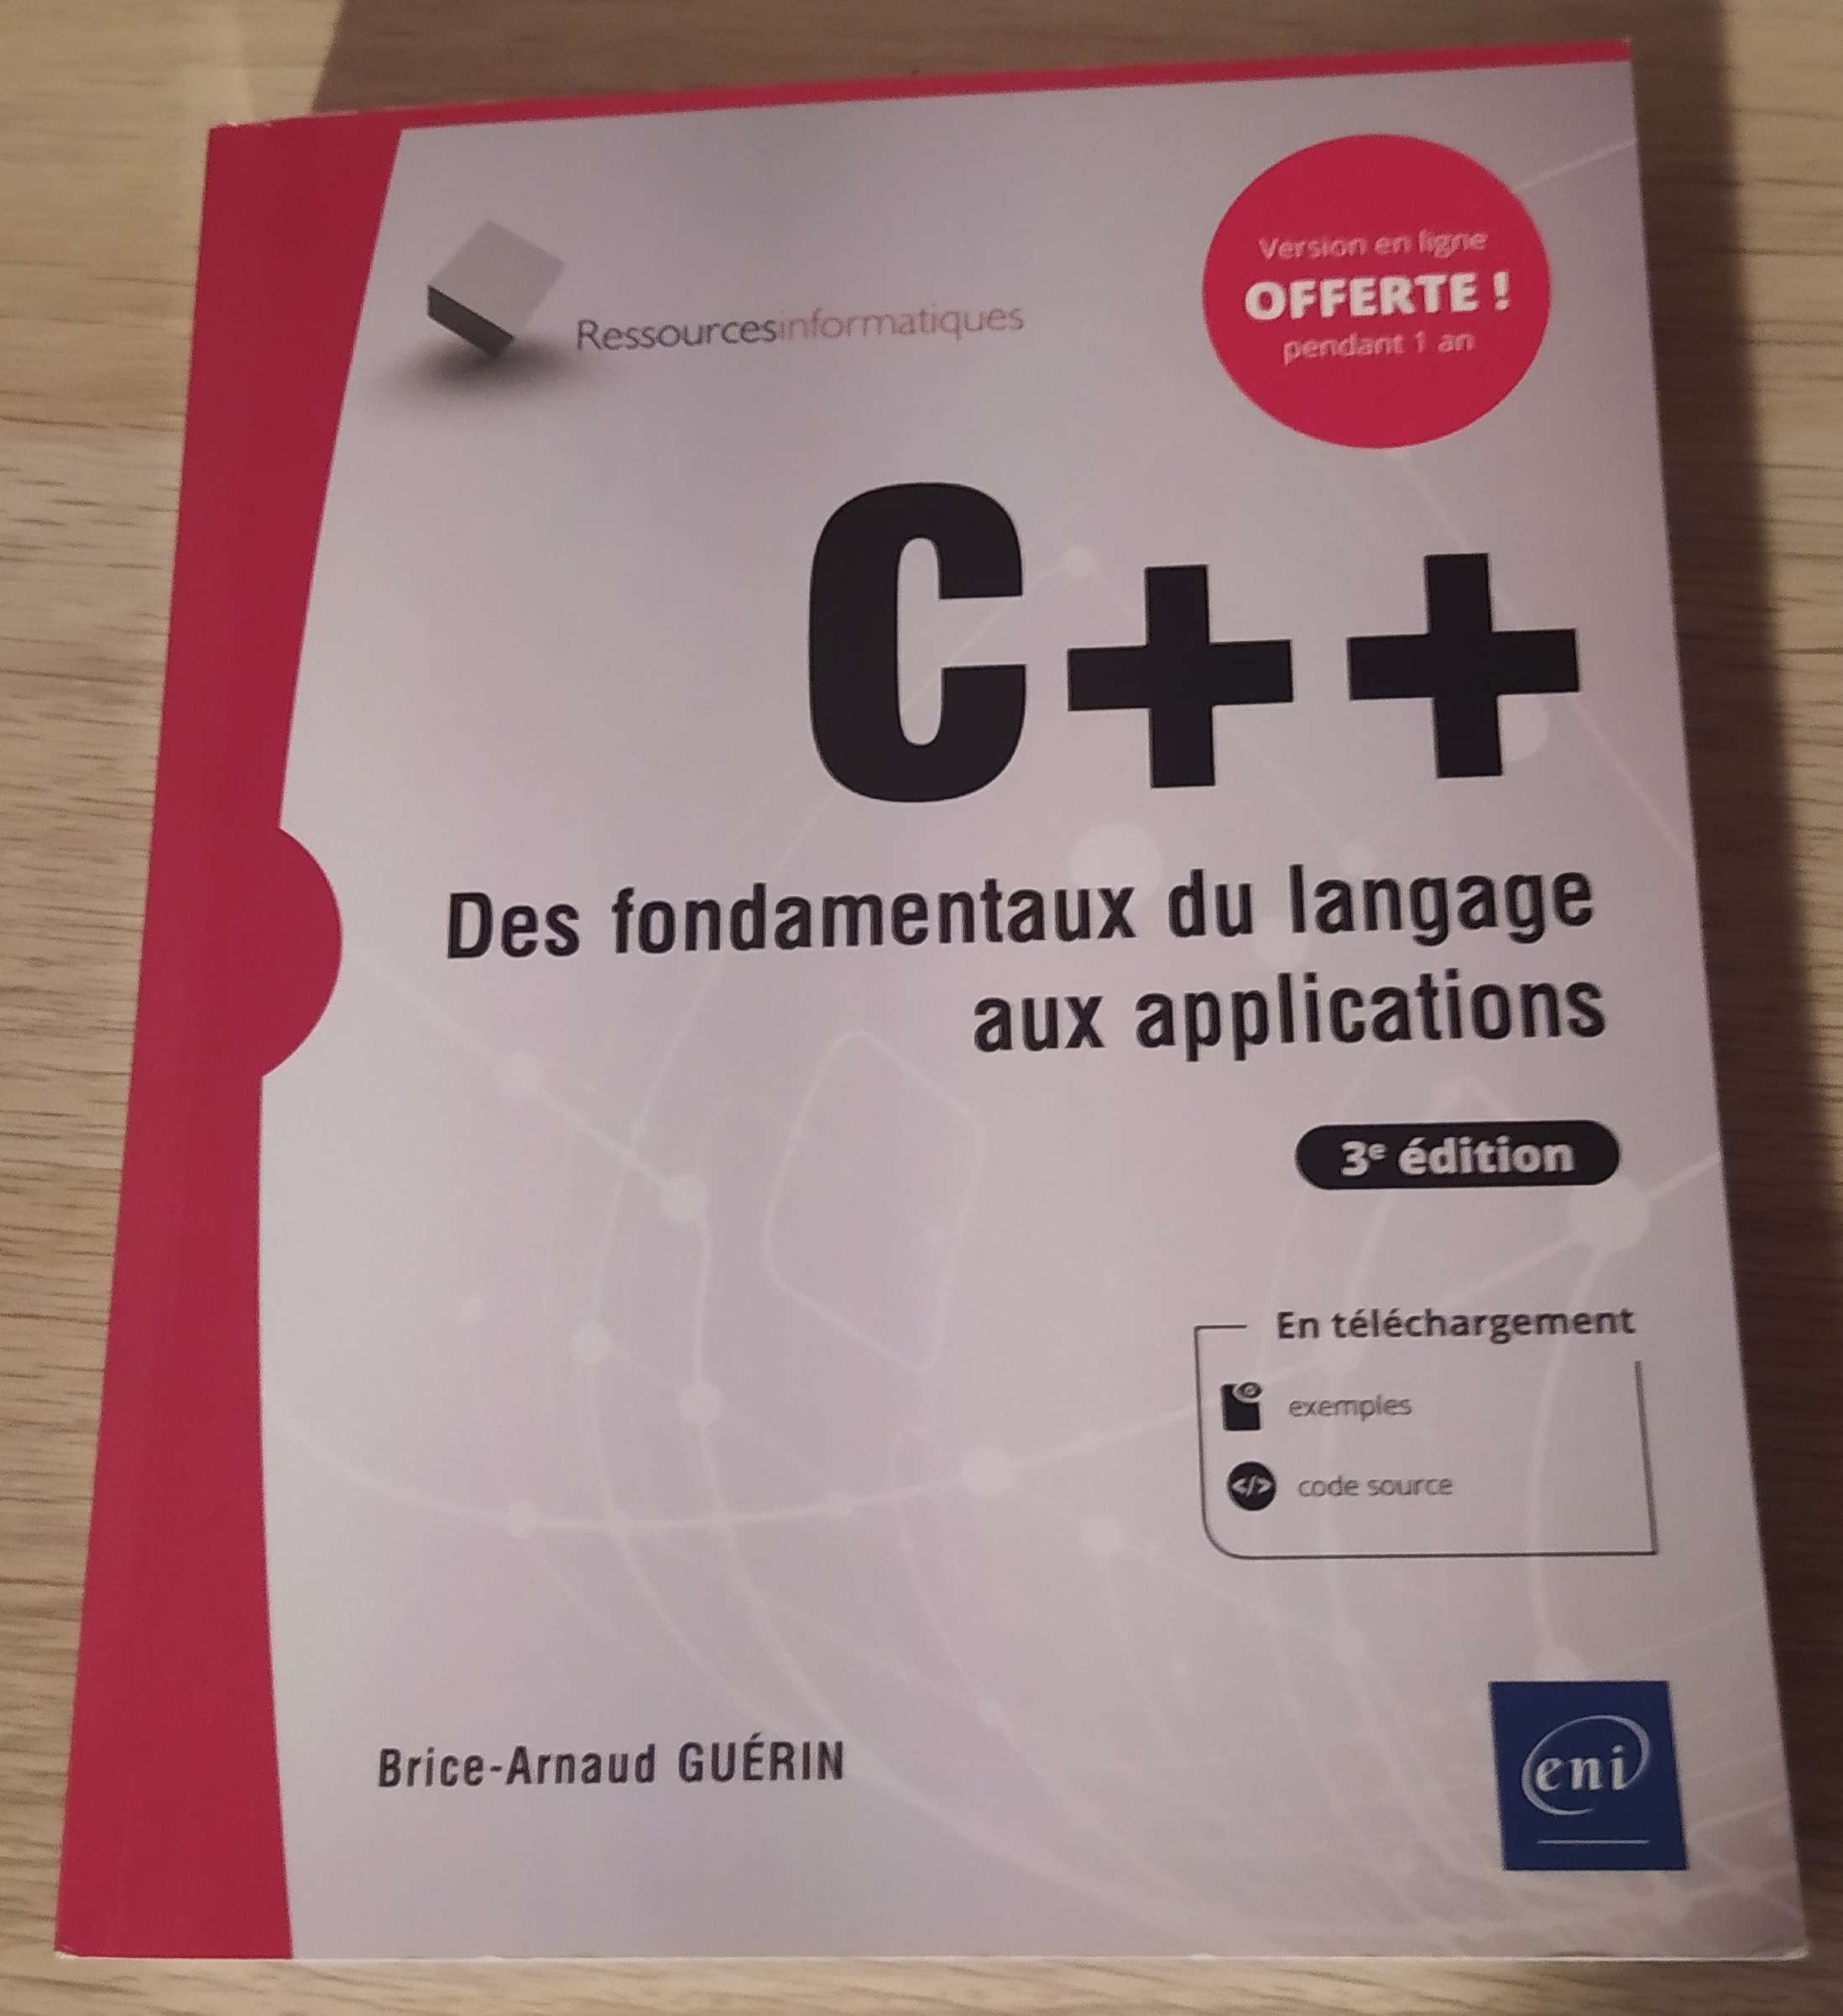 Ressourcesinformatiques
Version en ligne
OFFERTE !
pendant 1 an
C++
Des fondamentaux du langage
aux applications
3e édition
En téléchargement
exemples
</> code source
Brice-Arnaud GUÉRIN
eni